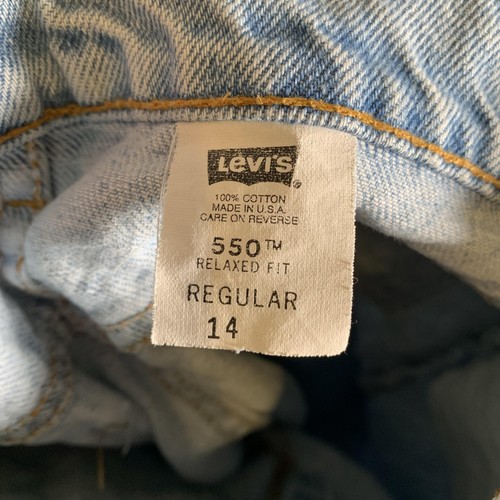 Levi's®
100% COTTON
MADE IN U.S.A.
CARE ON REVERSE
550™
RELAXED FIT
REGULAR
14